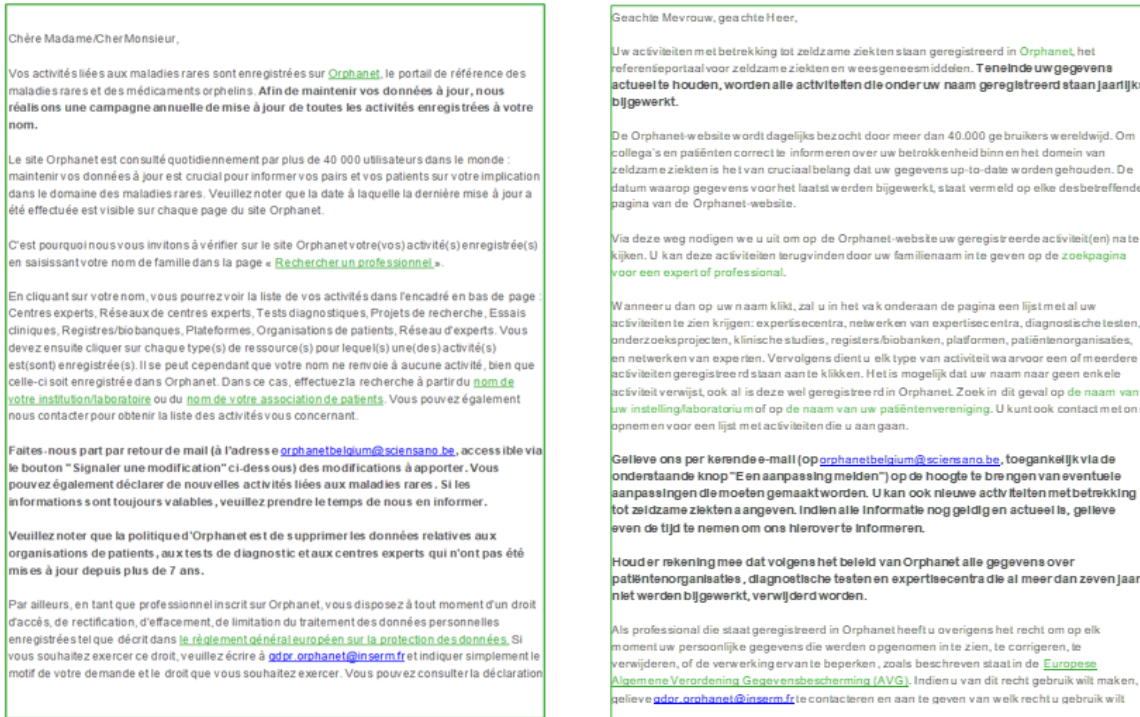 Chère Madame/Cher Monsieur,
Vos activités liées aux maladies rares sont enregistrées sur Orphanet, le portail de référence des
maladies rares et des médicaments orphelins. Afin de maintenir vos données à jour, nous
réalisons une campagne annuelle de mise à jour de toutes les activités enregistrées à votre
nom.
Le site Orphanet est consulté quotidiennement par plus de 40 000 utilisateurs dans le monde :
maintenir vos données à jour est crucial pour informer vos pairs et vos patients sur votre implication
dans le domaine des maladies rares. Veuillez noter que la date à laquelle la dernière mise à jour a
été effectuée est visible sur chaque page du site Orphanet.
C'est pourquoi nous vous invitons à vérifier sur le site Orphanet votre(vos) activité(s) enregistrée(s)
en saisissant votre nom de famille dans la page « Rechercher un professionnel ».
En cliquant sur votre nom, vous pourrez voir la liste de vos activités dans l'encadré en bas de page :
Centres experts, Réseaux de centres experts, Tests diagnostiques, Projets de recherche, Essais
cliniques, Registres/biobanques, Plateformes, Organisations de patients, Réseau d'experts. Vous
devez ensuite cliquer sur chaque type(s) de ressource(s) pour lequel(s) une(des) activité(s)
est(sont) enregistrée(s). Il se peut cependant que votre nom ne renvoie à aucune activité, bien que
celle-ci soit enregistrée dans Orphanet. Dans ce cas, effectuez la recherche à partir du nom de
votre institution/laboratoire ou du nom de votre association de patients. Vous pouvez également
nous contacter pour obtenir la liste des activités vous concernant.
Faites-nous part par retour de mail (à l'adresse orphanetbelgium@sciensano.be, accessible via
le bouton "Signaler une modification" ci-dessous) des modifications à apporter. Vous
pouvez également déclarer de nouvelles activités liées aux maladies rares. Si les
informations sont toujours valables, veuillez prendre le temps de nous en informer.
Veuillez noter que la politique d'Orphanet est de supprimer les données relatives aux
organisations de patients, aux tests de diagnostic et aux centres experts qui n'ont pas été
mises à jour depuis plus de 7 ans.
Par ailleurs, en tant que professionnel inscrit sur Orphanet, vous disposez à tout moment d'un droit
d'accès, de rectification, d'effacement, de limitation du traitement des données personnelles
enregistrées tel que décrit dans le règlement général européen sur la protection des données. Si
vous souhaitez exercer ce droit, veuillez écrire à gdpr.orphanet@inserm.fr et indiquer simplement le
motif de votre demande et le droit que vous souhaitez exercer. Vous pouvez consulter la déclaration
Geachte Mevrouw, geachte Heer,
Uw activiteiten met betrekking tot zeldzame ziekten staan geregistreerd in Orphanet, het
referentieportaal voor zeldzame ziekten en weesgeneesmiddelen. Teneinde uw gegevens
actueel te houden, worden alle activiteiten die onder uw naam geregistreerd staan jaarlijks
bijgewerkt.
De Orphanet-website wordt dagelijks bezocht door meer dan 40.000 gebruikers wereldwijd. Om
collega's en patiënten correct te informeren over uw betrokkenheid binnen het domein van
zeldzame ziekten is het van cruciaal belang dat uw gegevens up-to-date worden gehouden. De
datum waarop gegevens voor het laatst werden bijgewerkt, staat vermeld op elke desbetreffende
pagina van de Orphanet-website.
Via deze weg nodigen we u uit om op de Orphanet-website uw geregistreerde activiteit(en) na te
kijken. U kan deze activiteiten terugvinden door uw familienaam in te geven op de zoekpagina
voor een expert of professional.
Wanneer u dan op uw naam klikt, zal u in het vak onderaan de pagina een lijst met al uw
activiteiten te zien krijgen: expertisecentra, netwerken van expertisecentra, diagnostische testen,
onderzoeksprojecten, klinische studies, registers/biobanken, platformen, patiëntenorganisaties,
en netwerken van experten. Vervolgens dient u elk type van activiteit waarvoor een of meerdere
activiteiten geregistreerd staan aan te klikken. Het is mogelijk dat uw naam naar geen enkele
activiteit verwijst, ook al is deze wel geregistreerd in Orphanet. Zoek in dit geval op de naam van
uw instelling/laboratorium of op de naam van uw patiëntenvereniging. U kunt ook contact met on
opnemen voor een lijst met activiteiten die u aangaan.
Gelieve ons per kerende e-mail (op orphanetbelgium@sciensano.be, toegankelijk via de
onderstaande knop "Een aanpassing melden") op de hoogte te brengen van eventuele
aanpassingen die moeten gemaakt worden. U kan ook nieuwe activiteiten met betrekking
tot zeldzame ziekten aangeven. Indien alle informatie nog geldig en actueel is, gelieve
even de tijd te nemen om ons hierover te informeren.
Houd er rekening mee dat volgens het beleid van Orphanet alle gegevens over
patiëntenorganisaties, diagnostische testen en expertisecentra die al meer dan zeven jaar
niet werden bijgewerkt, verwijderd worden.
Als professional die staat geregistreerd in Orphanet heeft u overigens het recht om op elk
moment uw persoonlijke gegevens die werden opgenomen in te zien, te corrigeren, te
verwijderen, of de verwerking ervan te beperken, zoals beschreven staat in de Europese
Algemene Verordening Gegevensbescherming (AVG). Indien u van dit recht gebruik wilt maken,
gelieve gdpr.orphanet@inserm.fr te contacteren en aan te geven van welk recht u gebruik wilt